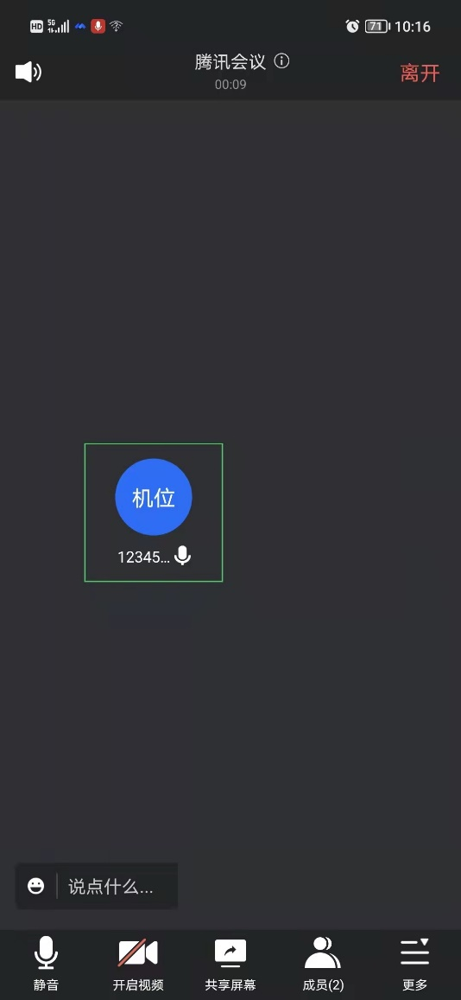 HD 5G 71 10:16
腾讯会议
00:09
离开
机位
12345...
说点什么...
静音
开启视频
共享屏幕
成员(2)
更多